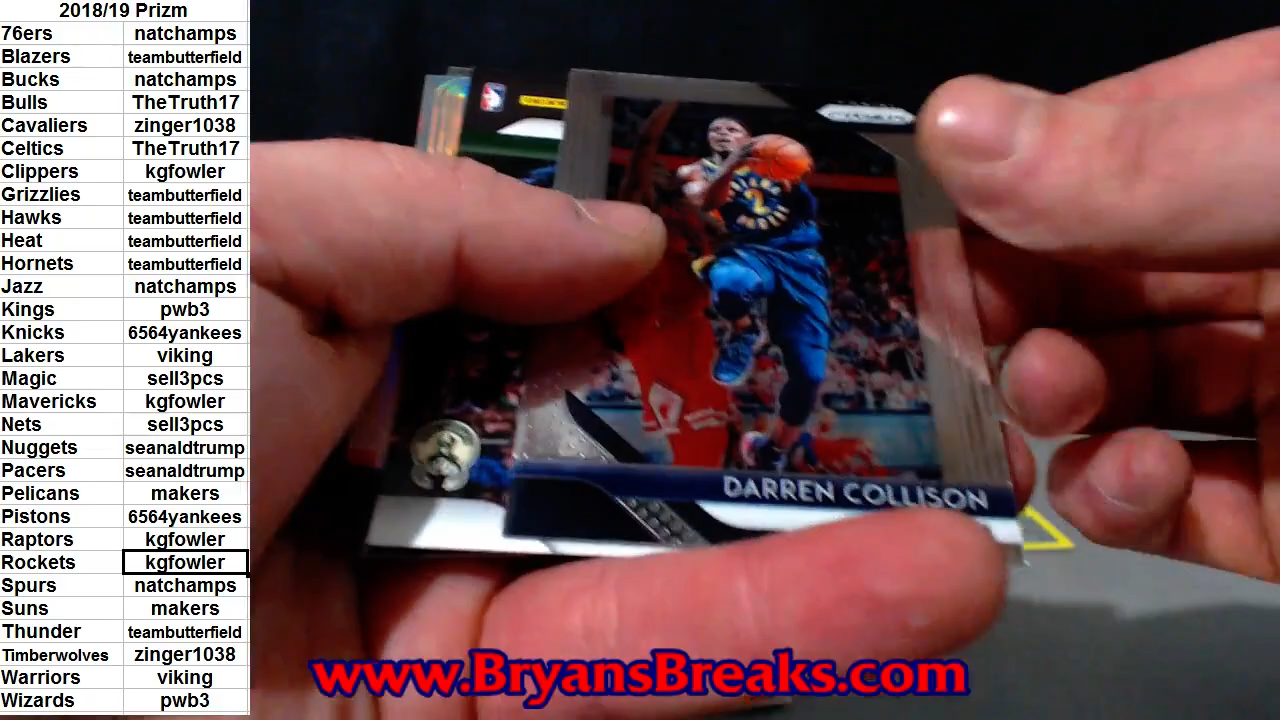 2018/19 Prizm
76ers natchamps
Blazers teambutterfield
Bucks natchamps
Bulls TheTruth17
Cavaliers zinger1038
Celtics TheTruth17
Clippers kgfowler
Grizzlies teambutterfield
Hawks teambutterfield
Heat teambutterfield
Hornets teambutterfield
Jazz natchamps
Kings pwb3
Knicks 6564yankees
Lakers viking
Magic sell3pcs
Mavericks kgfowler
Nets sell3pcs
Nuggets seanaldtrump
Pacers seanaldtrump
Pelicans makers
Pistons 6564yankees
Raptors kgfowler
Rockets kgfowler
Spurs natchamps
Suns makers
Thunder teambutterfield
Timberwolves zinger1038
Warriors viking
Wizards pwb3
2
DARREN COLLISON
www.BryansBreaks.com